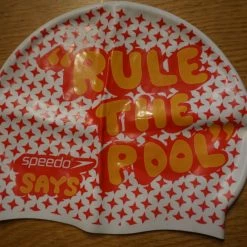 "RULE
THE
POOL"
speedo
SAYS